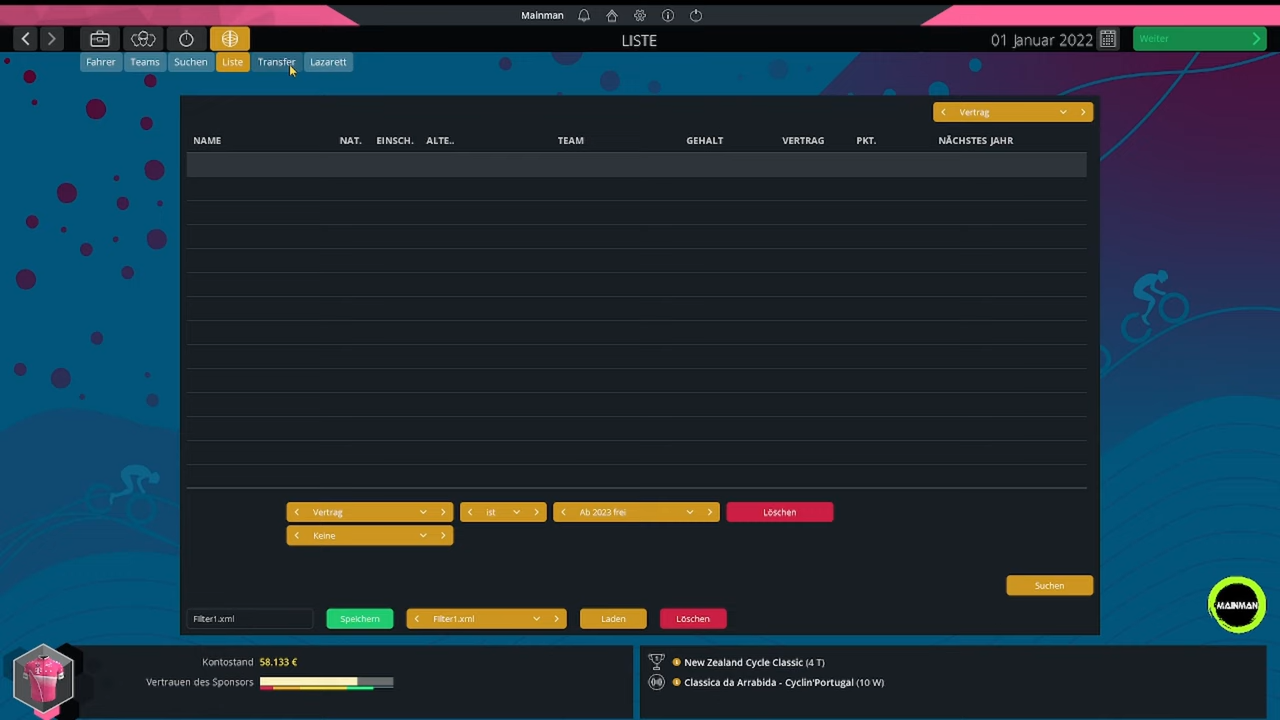 Mainman
LISTE
01 Januar 2022
Weiter
Fahrer
Teams
Suchen
Liste
Transfer
Lazarett
Vertrag
NAME
NAT.
EINSCH.
ALTE..
TEAM
GEHALT
VERTRAG
PKT.
NÄCHSTES JAHR
Vertrag
ist
Ab 2023 frei
Löschen
Keine
Suchen
Filter1.xml
Speichern
Filter1.xml
Laden
Löschen
MAINMAN
Kontostand 58.133 €
Vertrauen des Sponsors
New Zealand Cycle Classic (4 T)
Classica da Arrabida - Cyclin'Portugal (10 W)